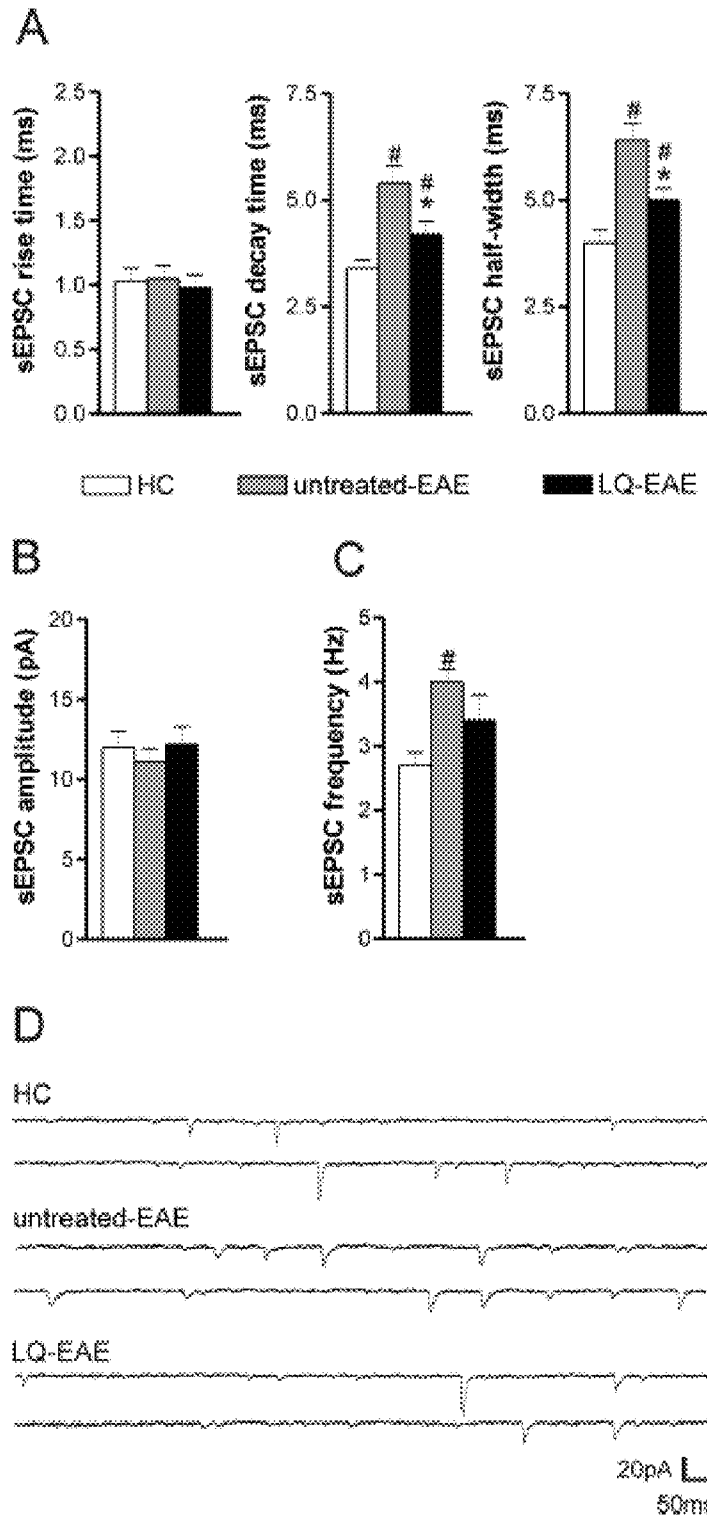 A
sEPSC rise time (ms)
2.5
2.0
1.5
1.0
0.5
0.0
sEPSC decay time (ms)
7.5
5.0
2.5
0.0
#
#
*
sEPSC half-width (ms)
7.5
5.0
2.5
0.0
#
#
*
HC
untreated-EAE
LQ-EAE
B
sEPSC amplitude (pA)
20
15
10
5
0
C
sEPSC frequency (Hz)
5
4
3
2
1
0
#
D
HC
untreated-EAE
LQ-EAE
20pA
50ms